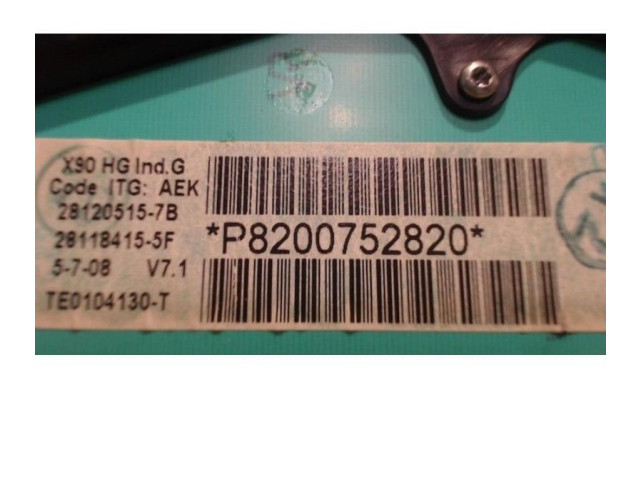 X90 HG Ind.G
Code ITG: AEK
28120515-7B
28118415-5F
5-7-08 V7.1
TE0104130-T
*P8200752820*